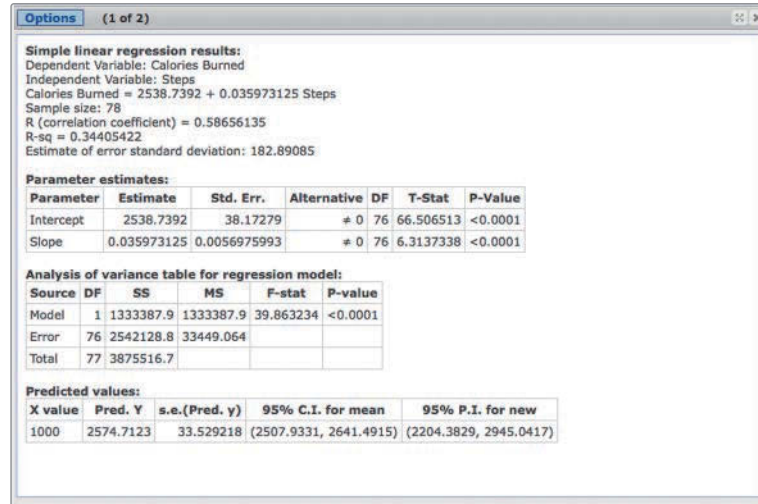 Options (1 of 2)
Simple linear regression results:
Dependent Variable: Calories Burned
Independent Variable: Steps
Calories Burned = 2538.7392 + 0.035973125 Steps
Sample size: 78
R (correlation coefficient) = 0.58656135
R-sq = 0.34405422
Estimate of error standard deviation: 182.89085
Parameter estimates:
Parameter Estimate Std. Err. Alternative DF T-Stat P-Value
Intercept 2538.7392 38.17279 ≠ 0 76 66.506513 <0.0001
Slope 0.035973125 0.0056975993 ≠ 0 76 6.3137338 <0.0001
Analysis of variance table for regression model:
Source DF SS MS F-stat P-value
Model 1 1333387.9 1333387.9 39.863234 <0.0001
Error 76 2542128.8 33449.064
Total 77 3875516.7
Predicted values:
X value Pred. Y s.e.(Pred. y) 95% C.I. for mean 95% P.I. for new
1000 2574.7123 33.529218 (2507.9331, 2641.4915) (2204.3829, 2945.0417)